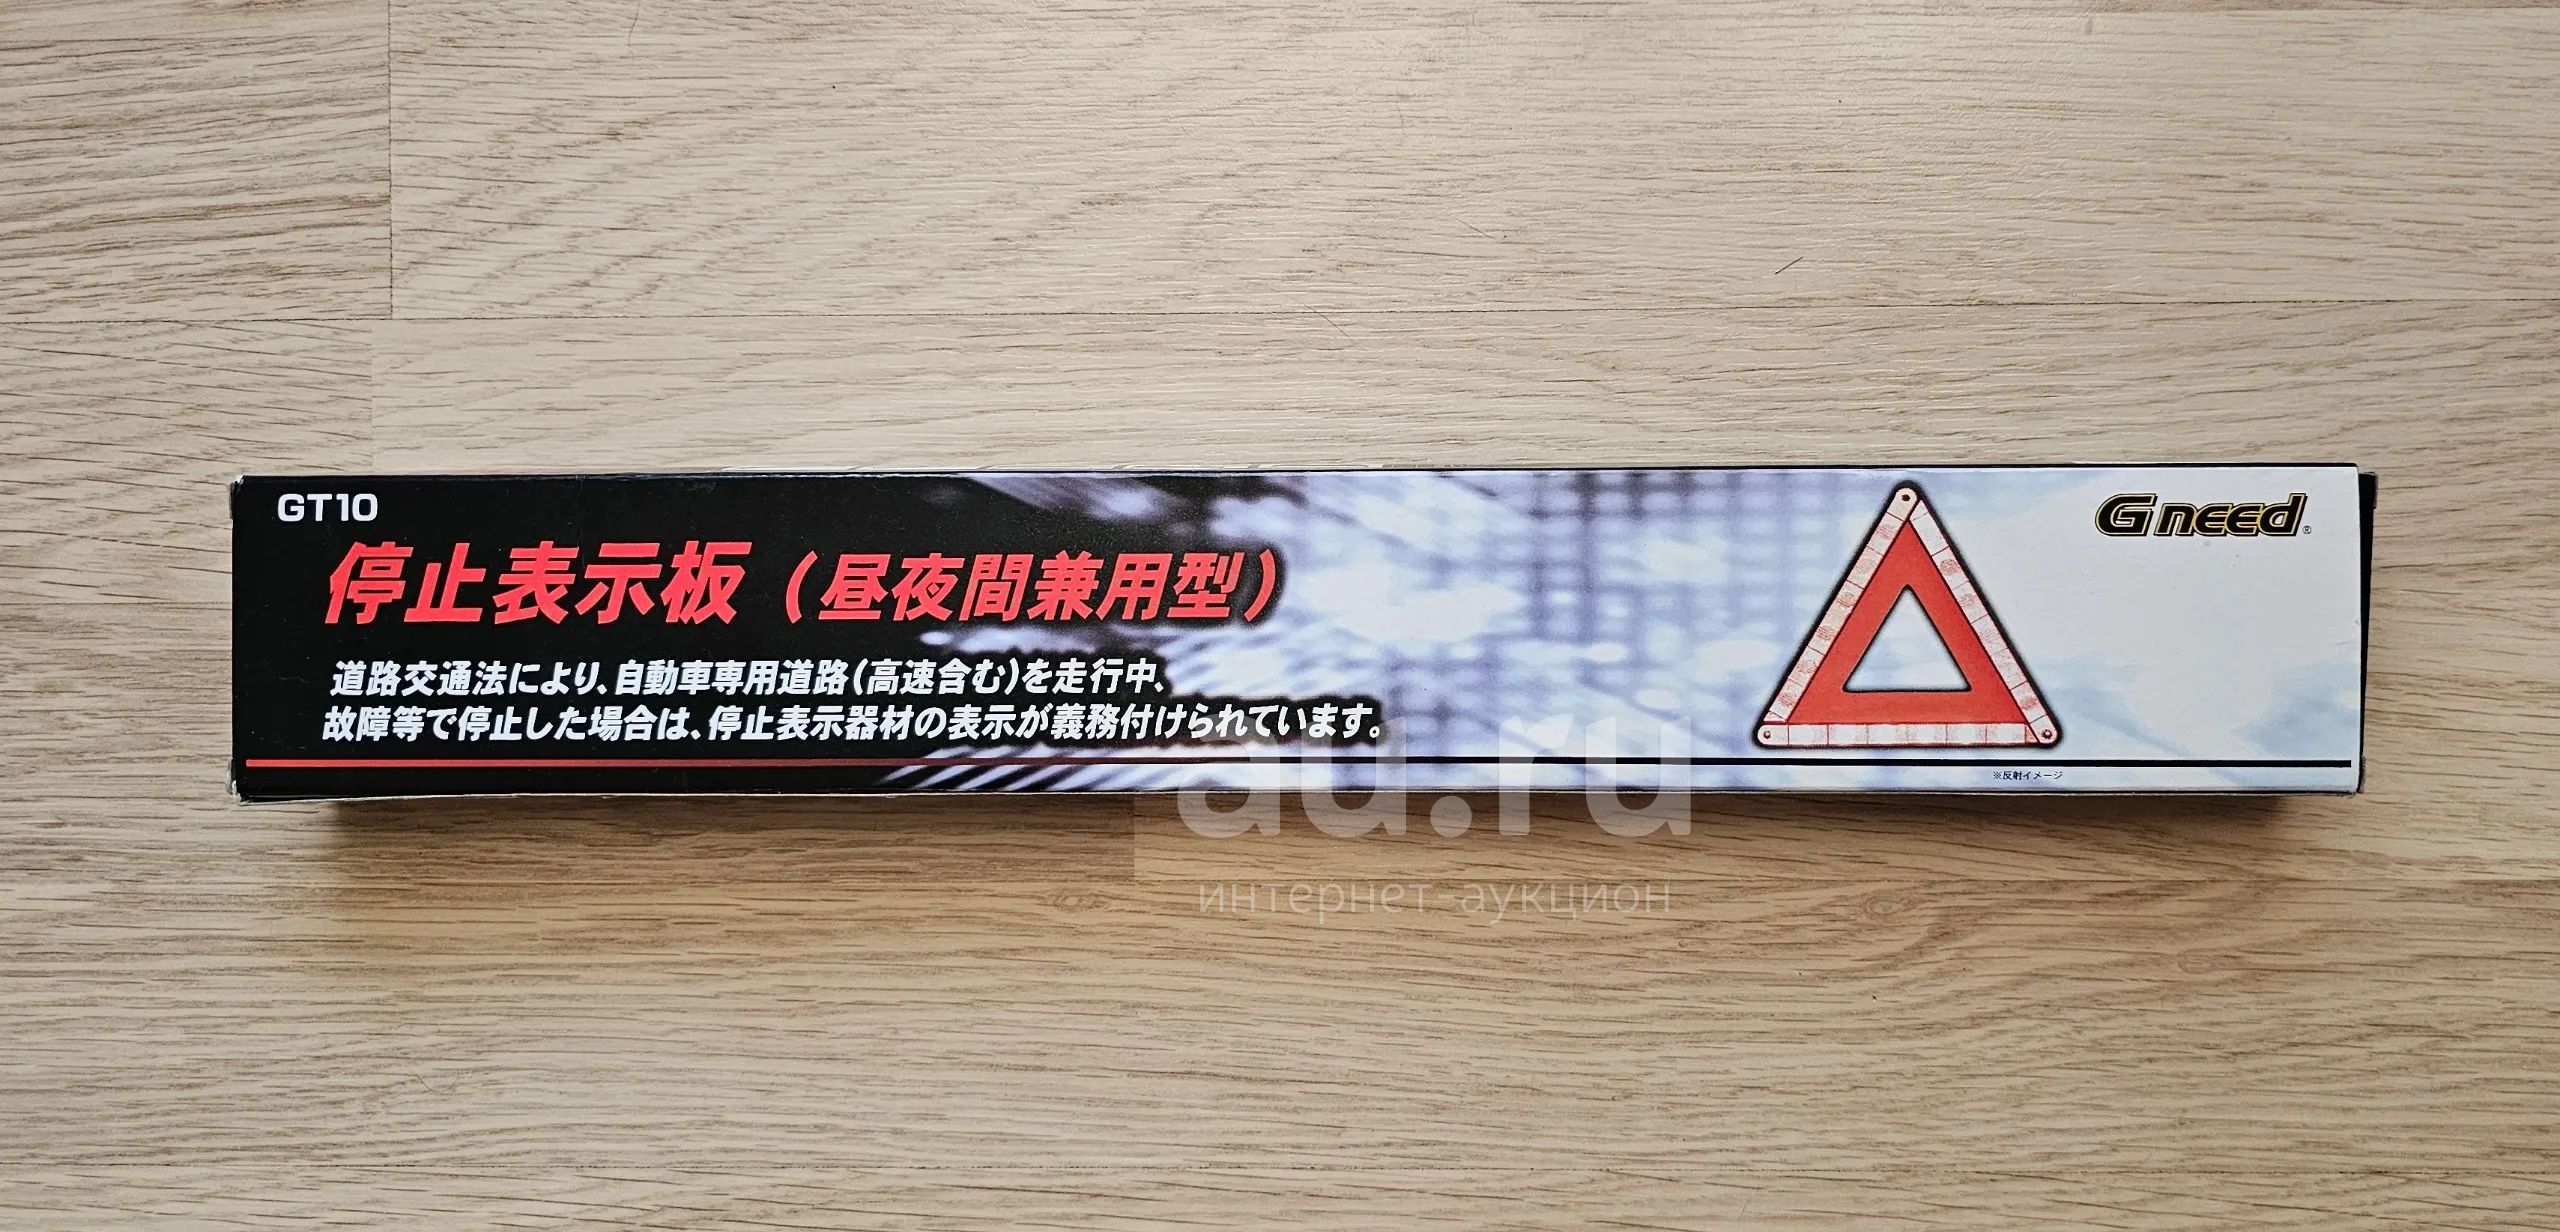 GT10
G need®
停止表示板(昼夜間兼用型)
道路交通法により、自動車専用道路(高速含む)を走行中、
故障等で停止した場合は、停止表示器材の表示が義務付けられています。
※反射イメージ
au.ru
интернет-аукцион